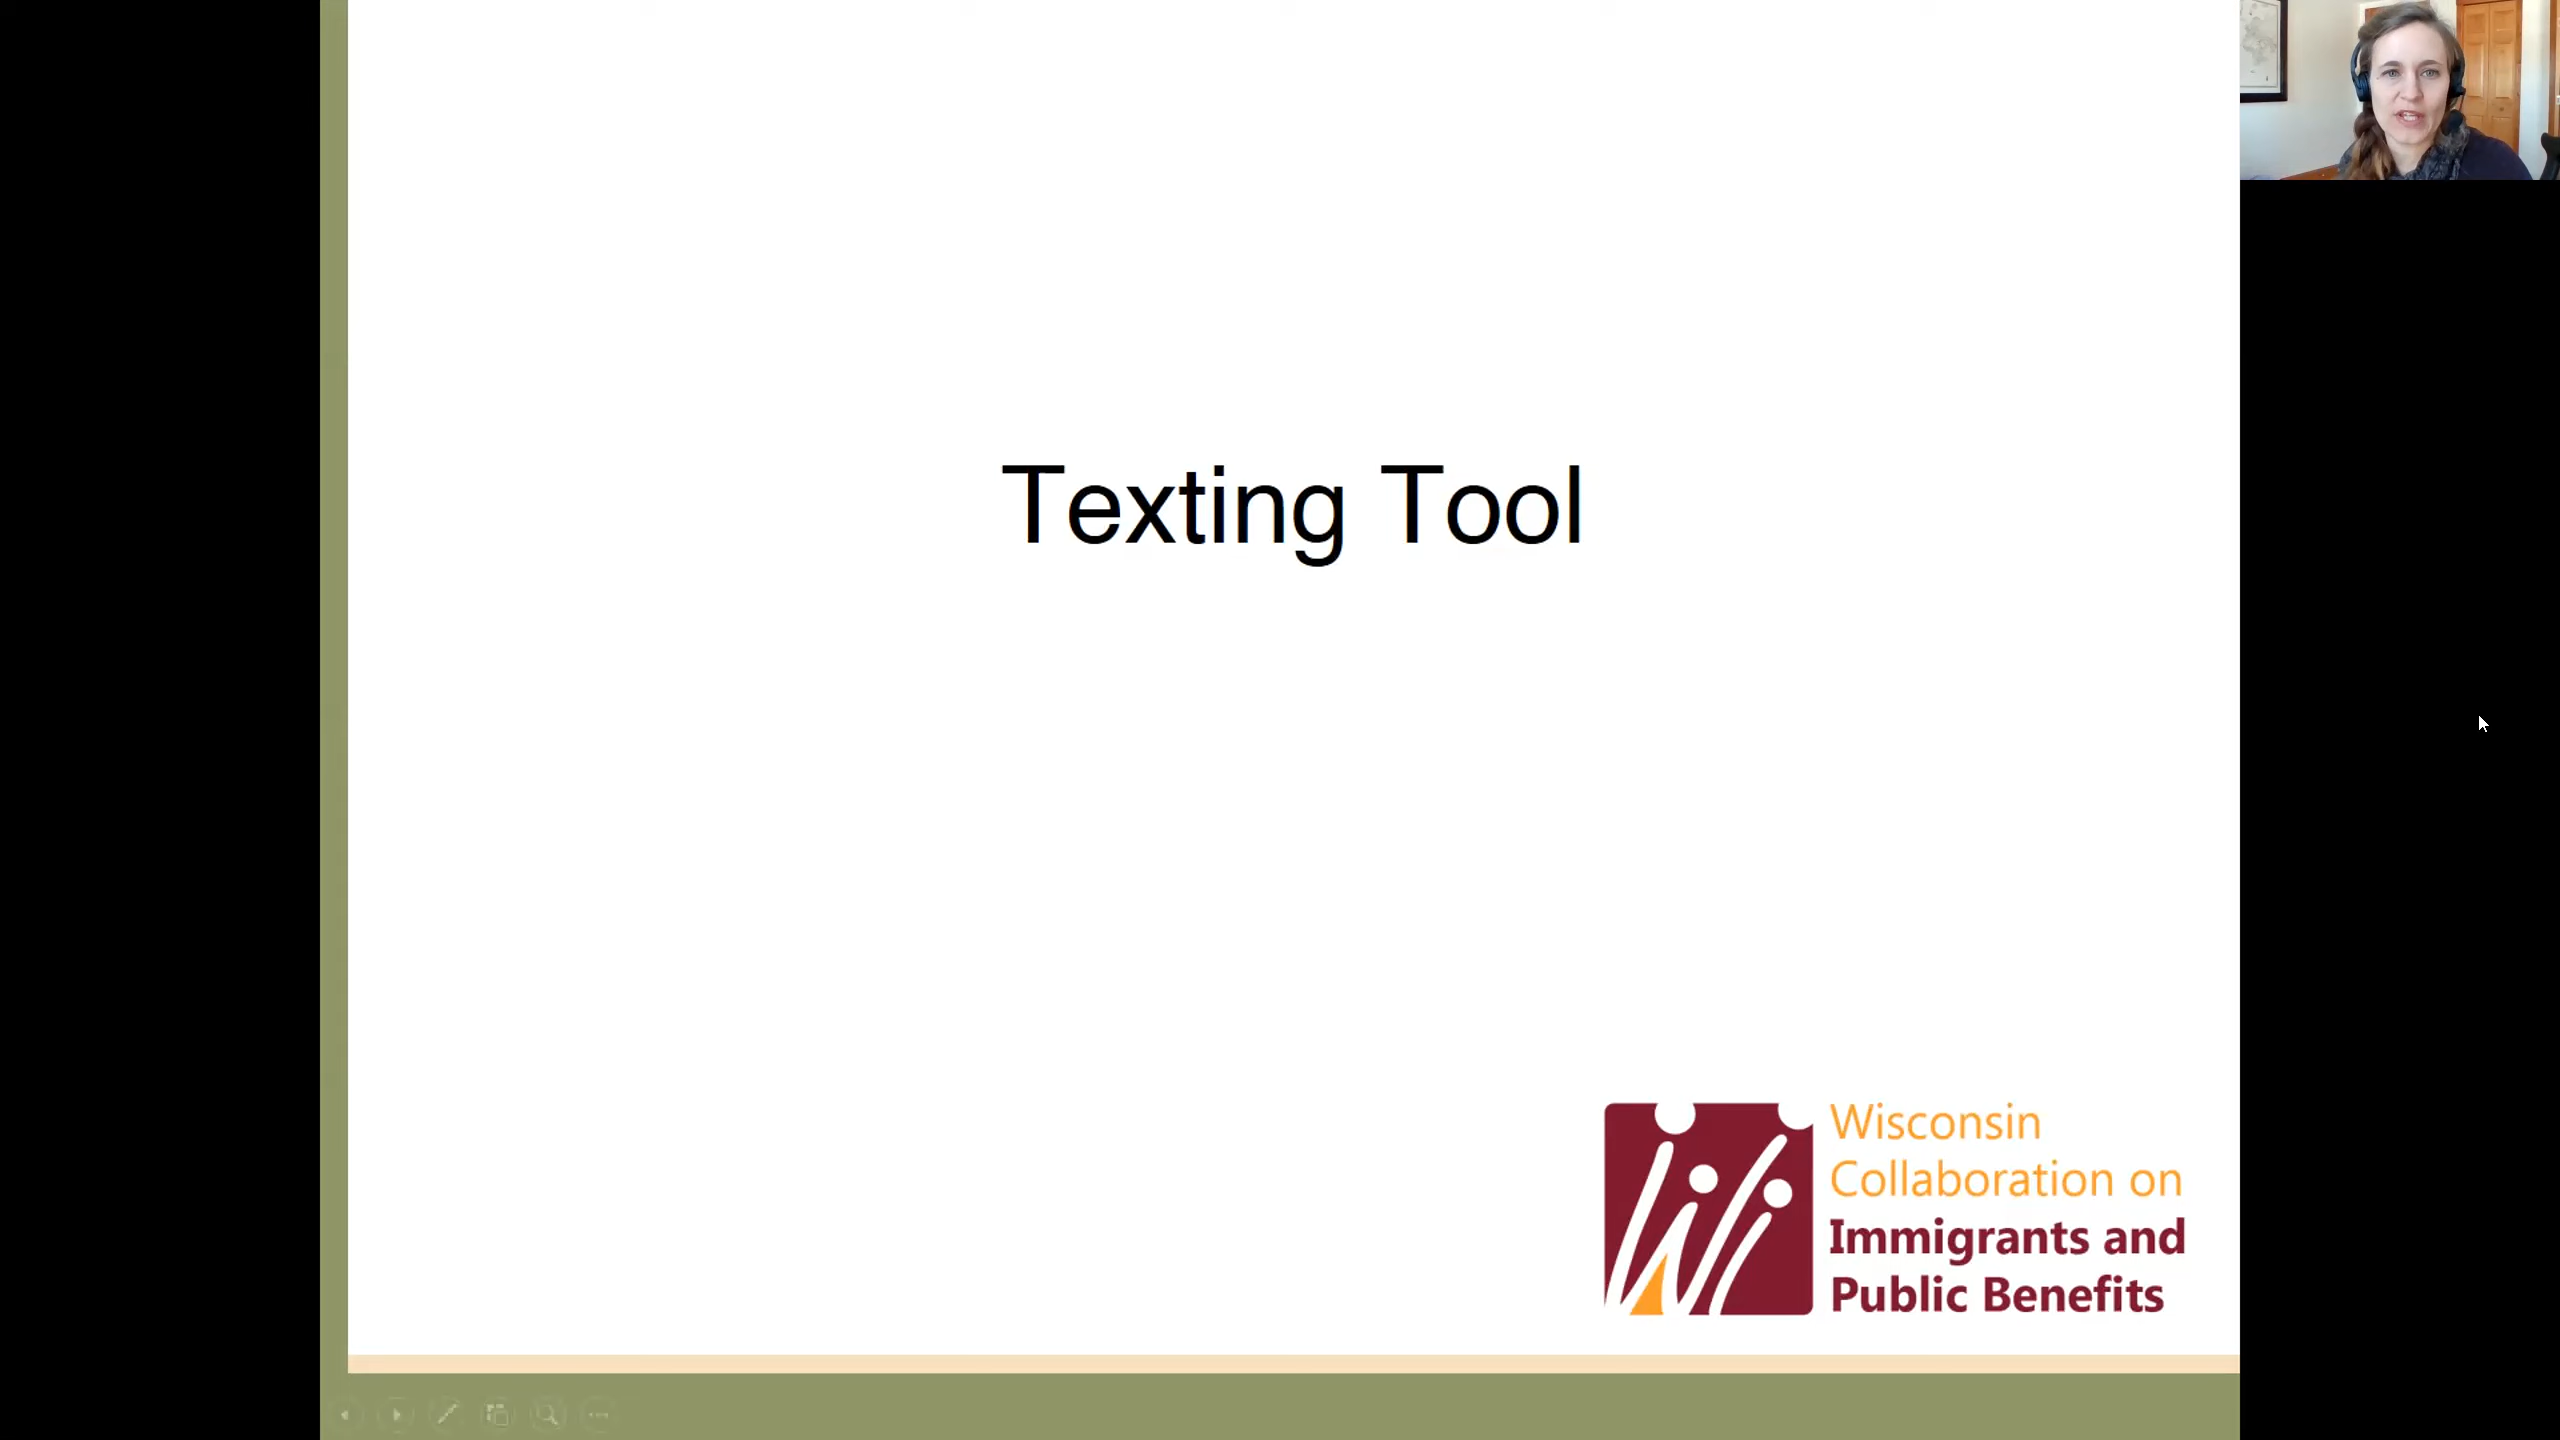 Texting Tool
Wisconsin
Collaboration on
Immigrants and
Public Benefits